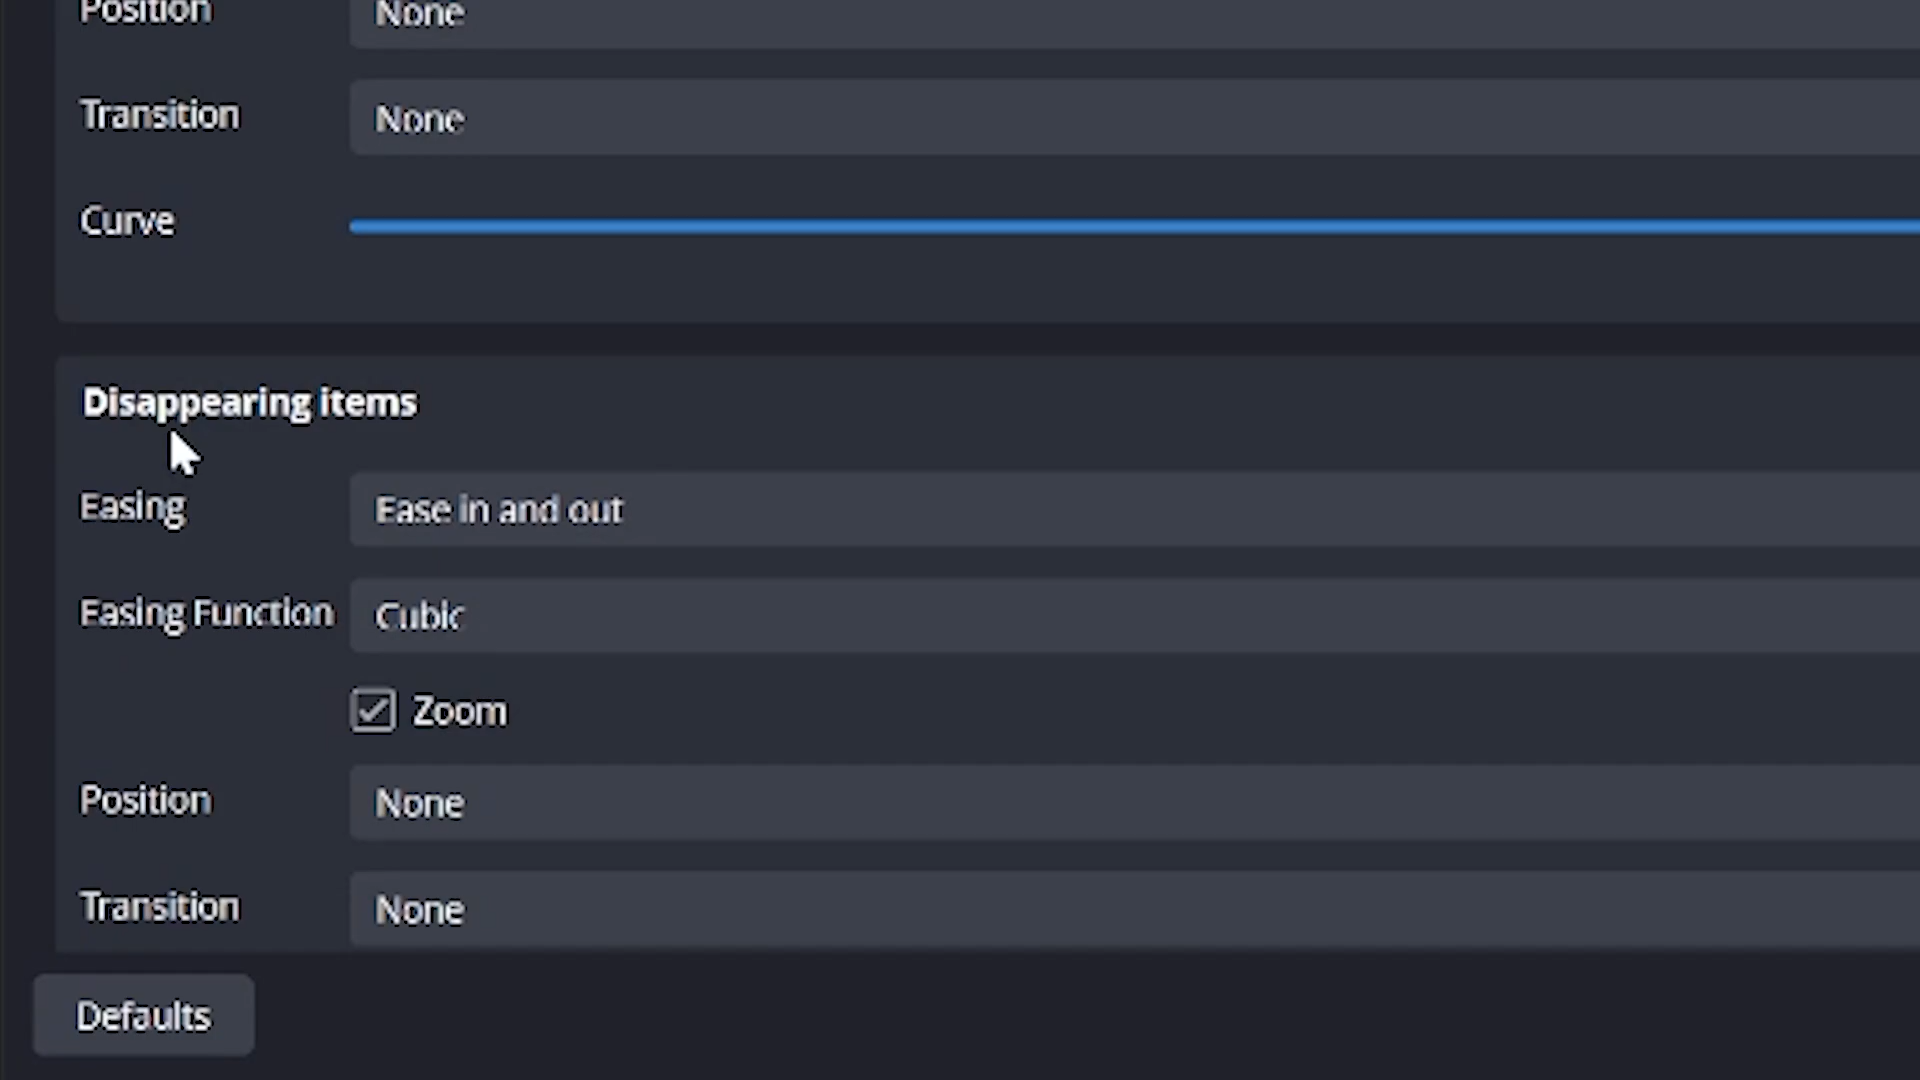 Position None
Transition None
Curve
Disappearing items
Easing Ease in and out
Easing Function Cubic
Zoom
Position None
Transition None
Defaults